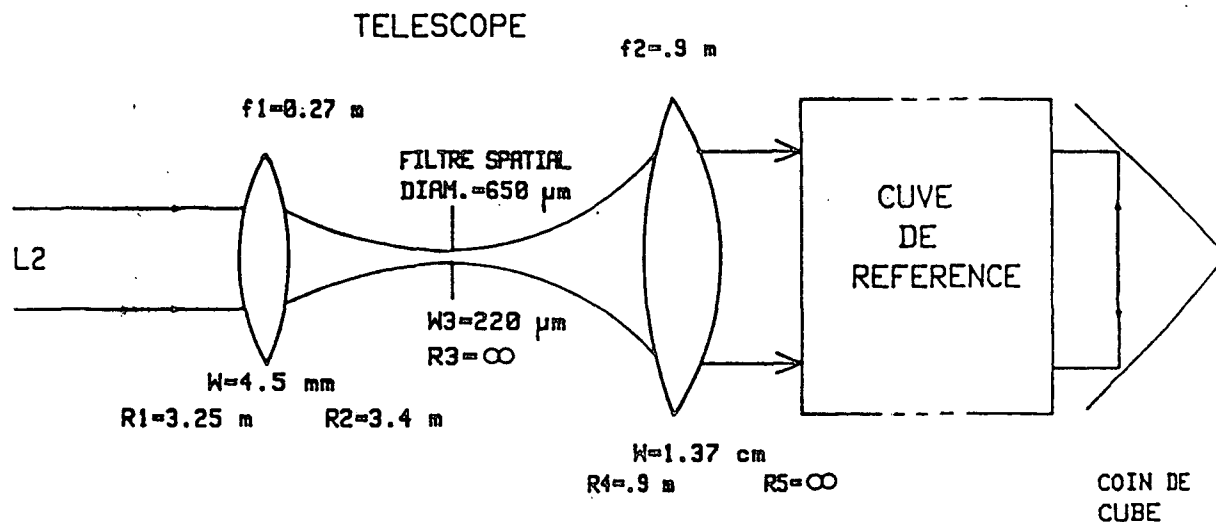 TELESCOPE
f2=.9 m
f1=0.27 m
FILTRE SPATIAL
DIAM.=650 µm
L2
CUVE
DE
REFERENCE
W3=220 µm
R3=∞
W=4.5 mm
R1=3.25 m R2=3.4 m
W=1.37 cm
R4=.9 m R5=∞
COIN DE
CUBE